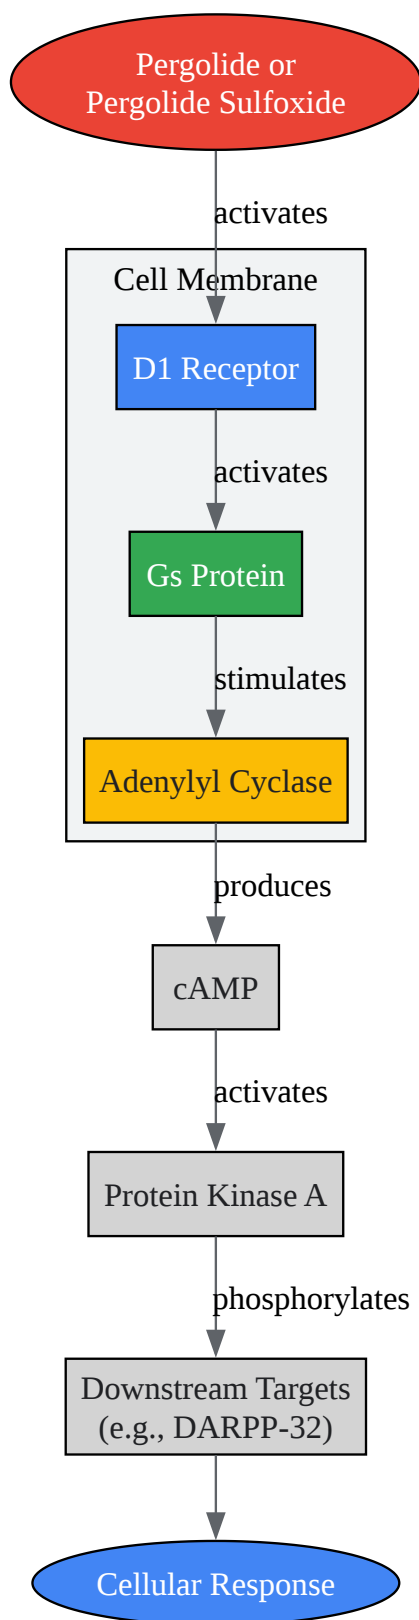 Pergolide or
Pergolide Sulfoxide
activates
Cell Membrane
D1 Receptor
activates
Gs Protein
stimulates
Adenylyl Cyclase
produces
cAMP
activates
Protein Kinase A
phosphorylates
Downstream Targets
(e.g., DARPP-32)
Cellular Response